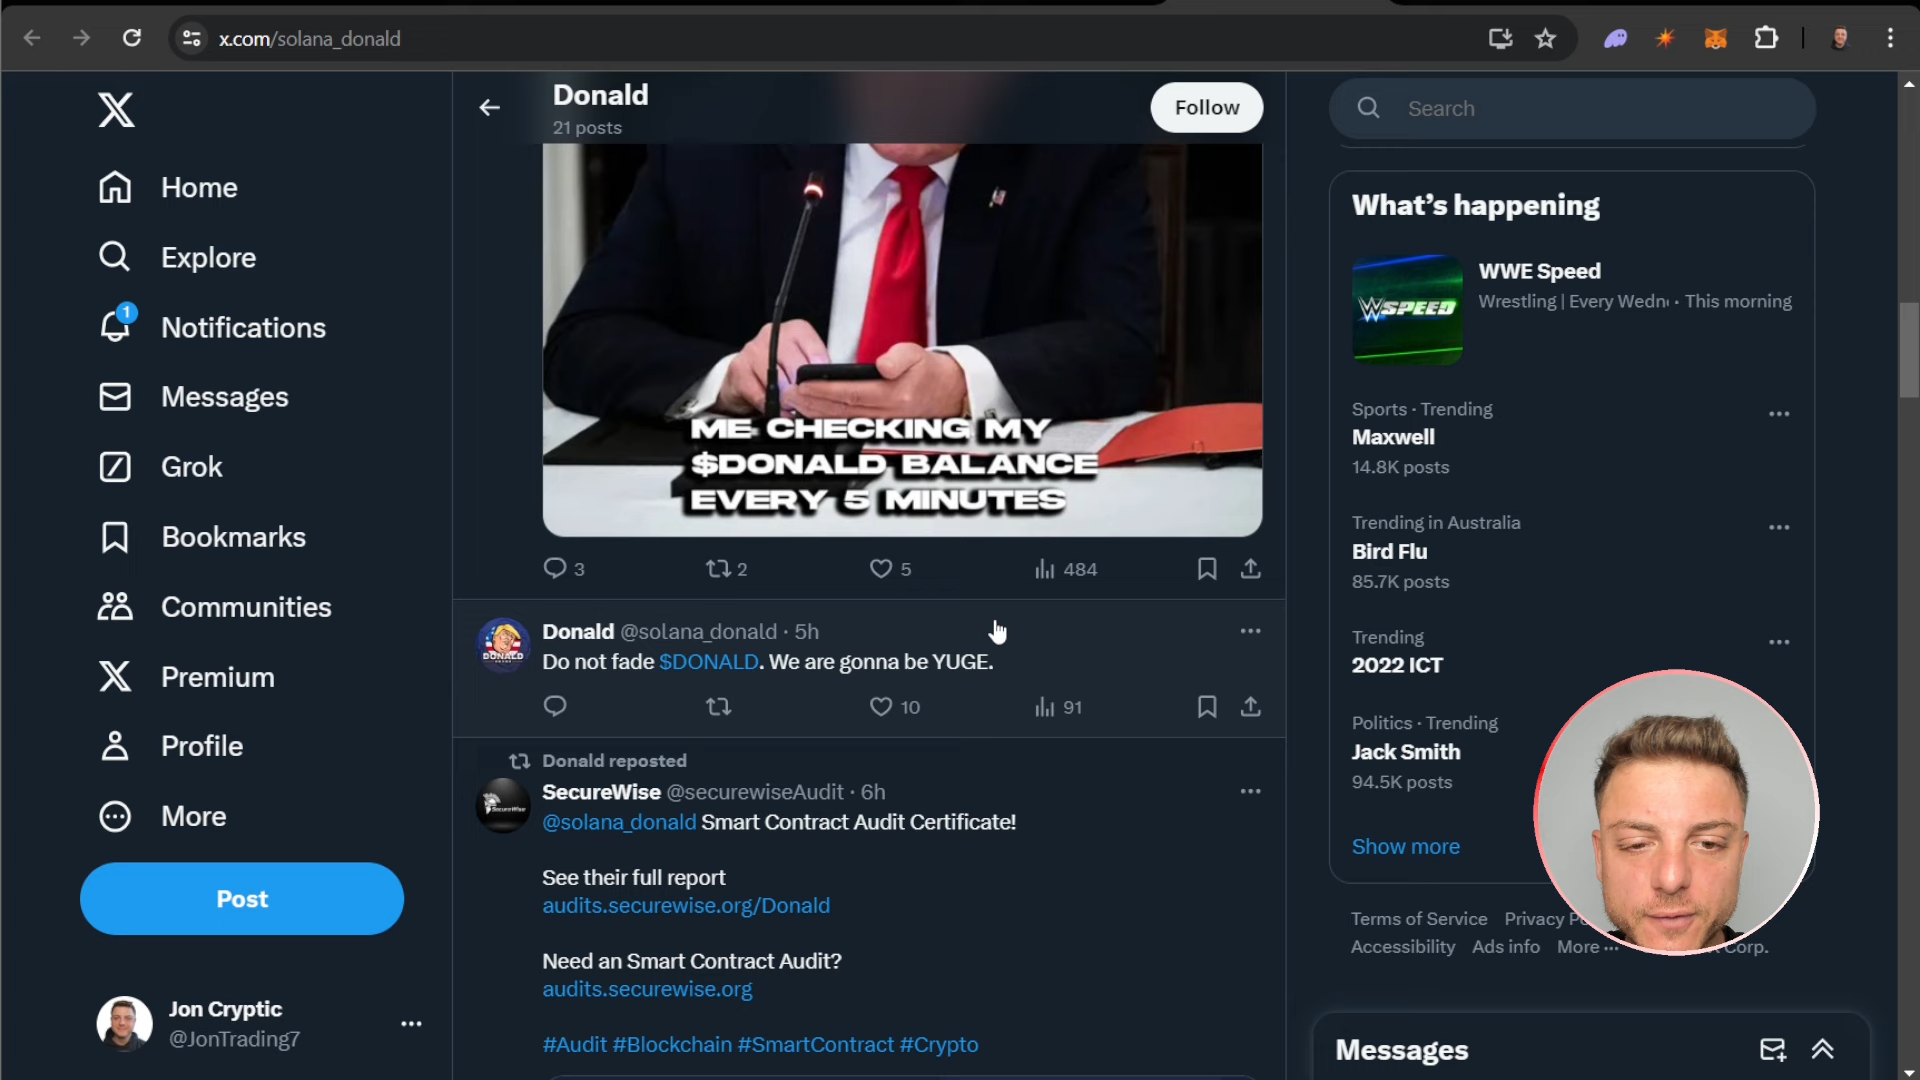 x.com/solana_donald
Home
Explore
1
Notifications
Messages
Grok
Bookmarks
Communities
Premium
Profile
More
Post
Jon Cryptic
@JonTrading7
Donald
21 posts
Follow
ME CHECKING MY
$DONALD BALANCE
EVERY 5 MINUTES
3
2
5
484
Donald @solana_donald · 5h
Do not fade $DONALD. We are gonna be YUGE.
10
91
DONALD
Donald reposted
SecureWise @securewiseAudit · 6h
@solana_donald Smart Contract Audit Certificate!
See their full report
audits.securewise.org/Donald
Need an Smart Contract Audit?
audits.securewise.org
#Audit #Blockchain #SmartContract #Crypto
Search
What's happening
SPEED
WWE Speed
Wrestling | Every Wedn · This morning
Sports · Trending
Maxwell
14.8K posts
Trending in Australia
Bird Flu
85.7K posts
Trending
2022 ICT
Politics · Trending
Jack Smith
94.5K posts
Show more
Terms of Service Privacy
Accessibility Ads info More ··· Corp.
Messages